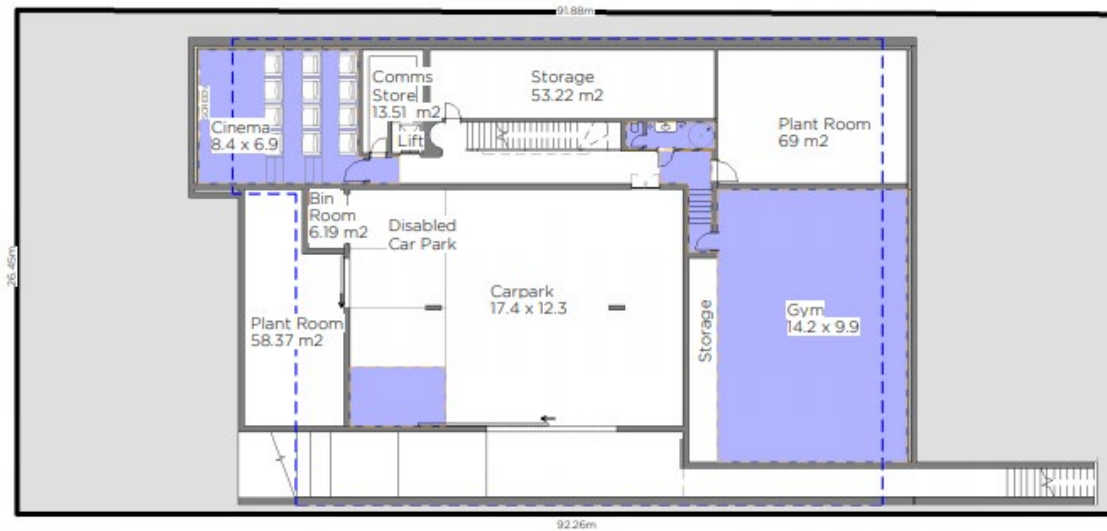 91.88m
Comms
Store
13.51 m2
Storage
53.22 m2
SCREEN
Cinema
8.4 x 6.9
Lift
Plant Room
69 m2
Bin
Room
6.19 m2
Disabled
Car Park
26.45m
Carpark
17.4 x 12.3
Plant Room
58.37 m2
Storage
Gym
14.2 x 9.9
92.26m